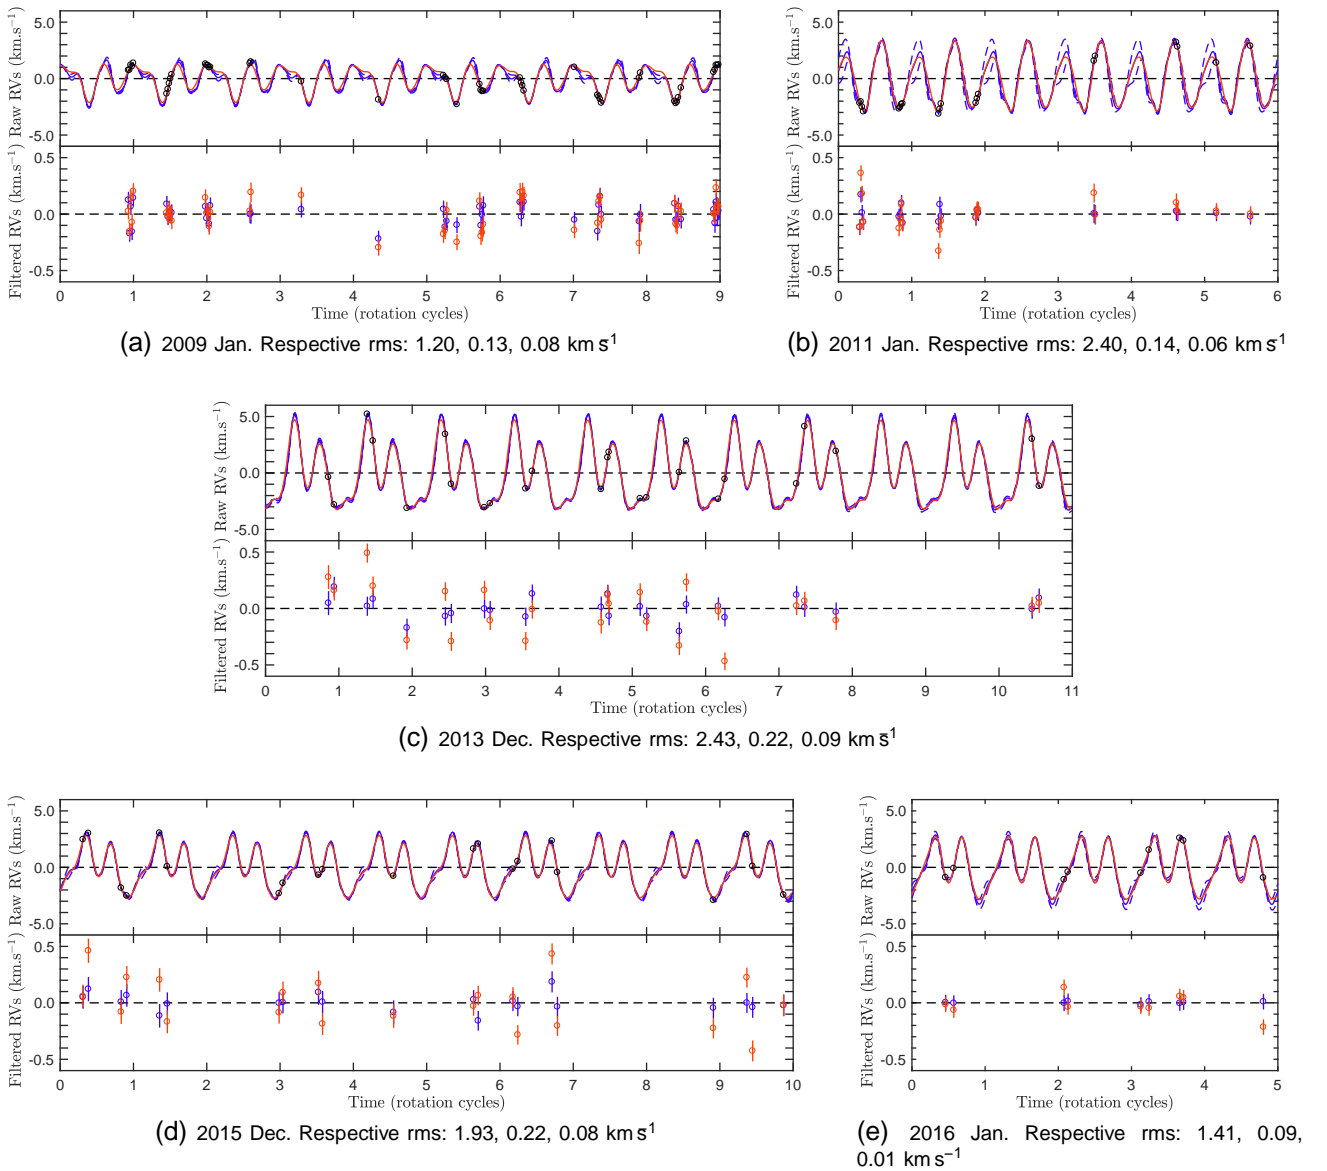 5.0
0.0
-5.0
Raw RVs (km.s⁻¹)
0.5
0.0
-0.5
Filtered RVs (km.s⁻¹)
0 1 2 3 4 5 6 7 8 9
Time (rotation cycles)
(a) 2009 Jan. Respective rms: 1.20, 0.13, 0.08 km s⁻¹
5.0
0.0
-5.0
Raw RVs (km.s⁻¹)
0.5
0.0
-0.5
Filtered RVs (km.s⁻¹)
0 1 2 3 4 5 6
Time (rotation cycles)
(b) 2011 Jan. Respective rms: 2.40, 0.14, 0.06 km s⁻¹
5.0
0.0
-5.0
Raw RVs (km.s⁻¹)
0.5
0.0
-0.5
Filtered RVs (km.s⁻¹)
0 1 2 3 4 5 6 7 8 9 10 11
Time (rotation cycles)
(c) 2013 Dec. Respective rms: 2.43, 0.22, 0.09 km s⁻¹
5.0
0.0
-5.0
Raw RVs (km.s⁻¹)
0.5
0.0
-0.5
Filtered RVs (km.s⁻¹)
0 1 2 3 4 5 6 7 8 9 10
Time (rotation cycles)
(d) 2015 Dec. Respective rms: 1.93, 0.22, 0.08 km s⁻¹
5.0
0.0
-5.0
Raw RVs (km.s⁻¹)
0.5
0.0
-0.5
Filtered RVs (km.s⁻¹)
0 1 2 3 4 5
Time (rotation cycles)
(e) 2016 Jan. Respective rms: 1.41, 0.09,
0.01 km s⁻¹